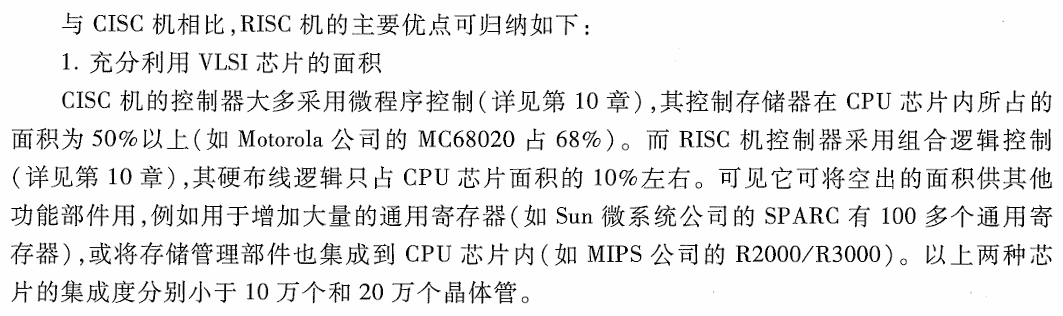 与 CISC 机相比,RISC 机的主要优点可归纳如下:
1. 充分利用 VLSI 芯片的面积
CISC 机的控制器大多采用微程序控制(详见第 10 章),其控制存储器在 CPU 芯片内所占的
面积为 50%以上(如 Motorola 公司的 MC68020 占 68%)。而 RISC 机控制器采用组合逻辑控制
(详见第 10 章),其硬布线逻辑只占 CPU 芯片面积的 10%左右。可见它可将空出的面积供其他
功能部件用,例如用于增加大量的通用寄存器(如 Sun 微系统公司的 SPARC 有 100 多个通用寄
存器),或将存储管理部件也集成到 CPU 芯片内(如 MIPS 公司的 R2000/R3000)。以上两种芯
片的集成度分别小于 10 万个和 20 万个晶体管。